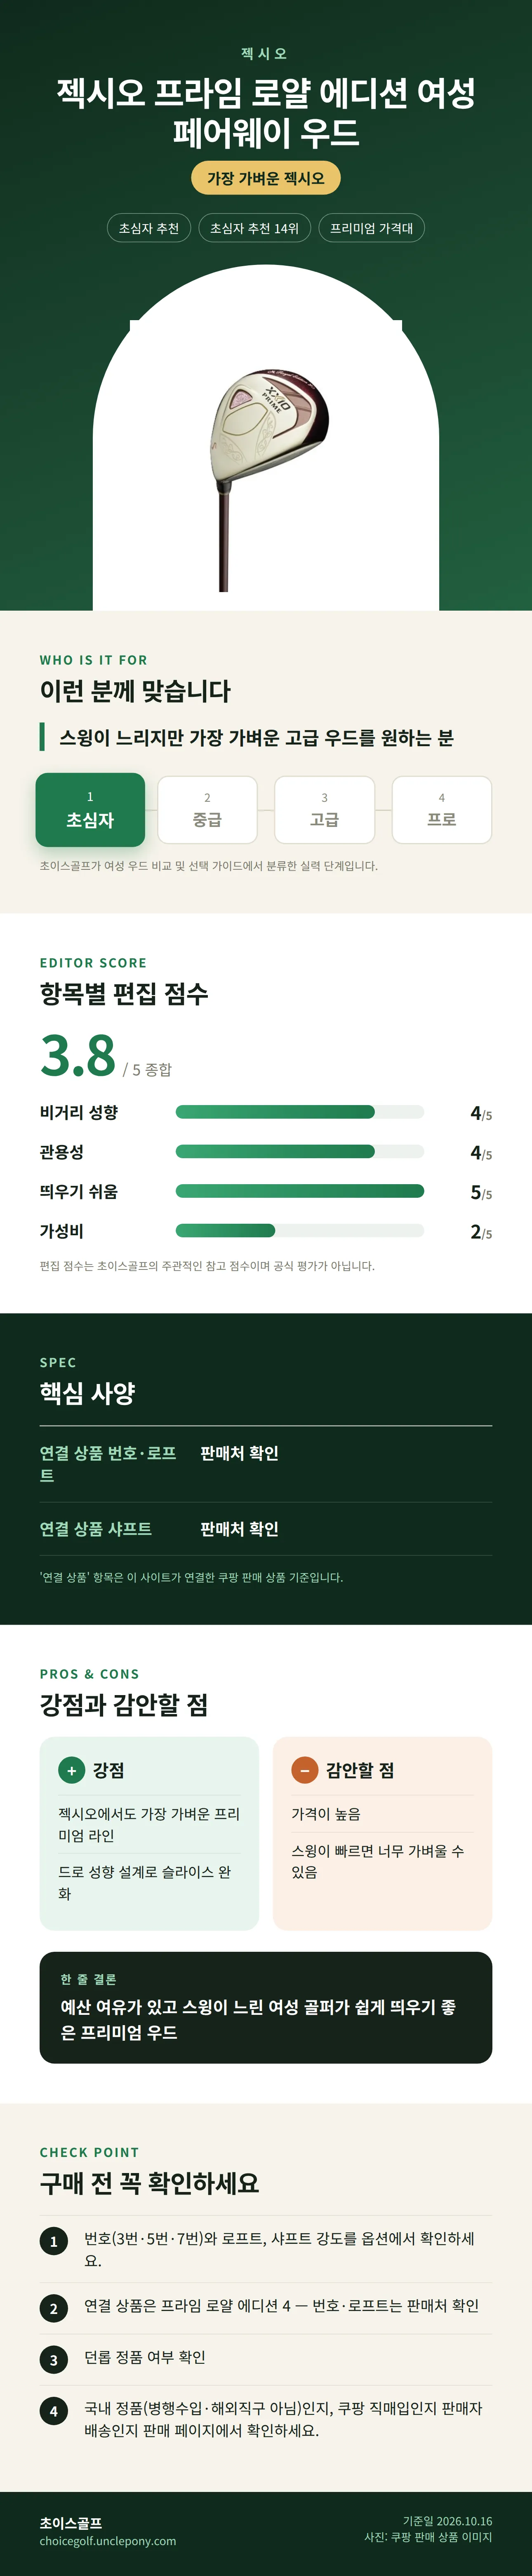 젝시오
젝시오 프라임 로얄 에디션 여성
페어웨이 우드
가장 가벼운 젝시오
초심자 추천
초심자 추천 14위
프리미엄 가격대
XXIO
PRIME
WHO IS IT FOR
이런 분께 맞습니다
스윙이 느리지만 가장 가벼운 고급 우드를 원하는 분
1
초심자
2
중급
3
고급
4
프로
초이스골프가 여성 우드 비교 및 선택 가이드에서 분류한 실력 단계입니다.
EDITOR SCORE
항목별 편집 점수
3.8 / 5 종합
비거리 성향 4/5
관용성 4/5
띄우기 쉬움 5/5
가성비 2/5
편집 점수는 초이스골프의 주관적인 참고 점수이며 공식 평가가 아닙니다.
SPEC
핵심 사양
연결 상품 번호·로프
트
판매처 확인
연결 상품 샤프트 판매처 확인
'연결 상품' 항목은 이 사이트가 연결한 쿠팡 판매 상품 기준입니다.
PROS & CONS
강점과 감안할 점
+ 강점
젝시오에서도 가장 가벼운 프리
미엄 라인
드로 성향 설계로 슬라이스 완
화
− 감안할 점
가격이 높음
스윙이 빠르면 너무 가벼울 수
있음
한 줄 결론
예산 여유가 있고 스윙이 느린 여성 골퍼가 쉽게 띄우기 좋
은 프리미엄 우드
CHECK POINT
구매 전 꼭 확인하세요
1 번호(3번·5번·7번)와 로프트, 샤프트 강도를 옵션에서 확인하세
요.
2 연결 상품은 프라임 로얄 에디션 4 — 번호·로프트는 판매처 확인
3 던롭 정품 여부 확인
4 국내 정품(병행수입·해외직구 아님)인지, 쿠팡 직매입인지 판매자
배송인지 판매 페이지에서 확인하세요.
초이스골프
choicegolf.unclepony.com
기준일 2026.10.16
사진: 쿠팡 판매 상품 이미지